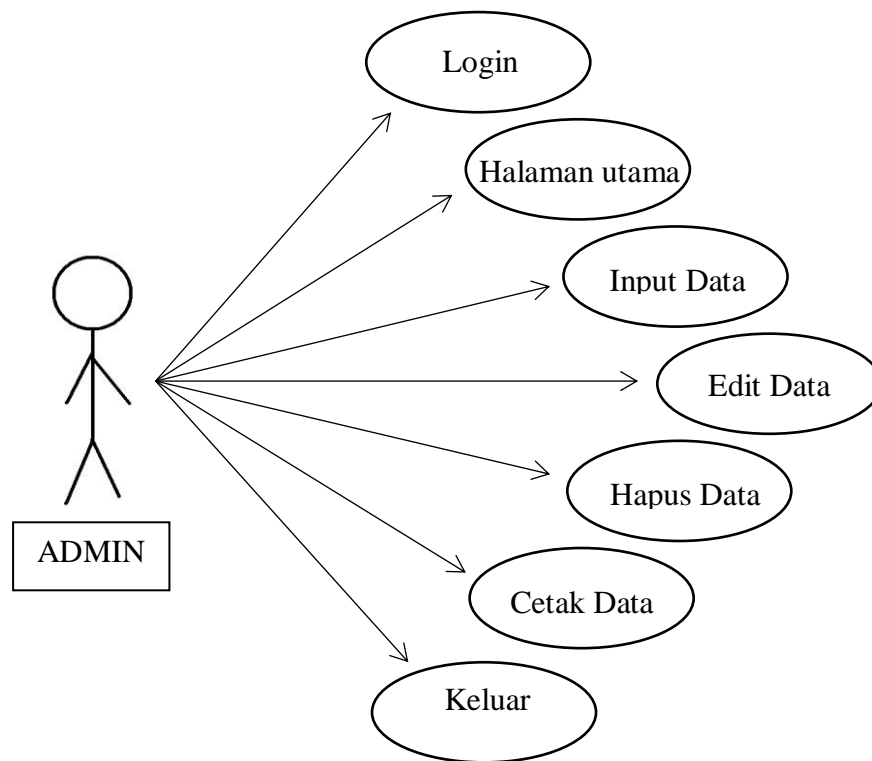 Login
Halaman utama
Input Data
Edit Data
Hapus Data
ADMIN
Cetak Data
Keluar